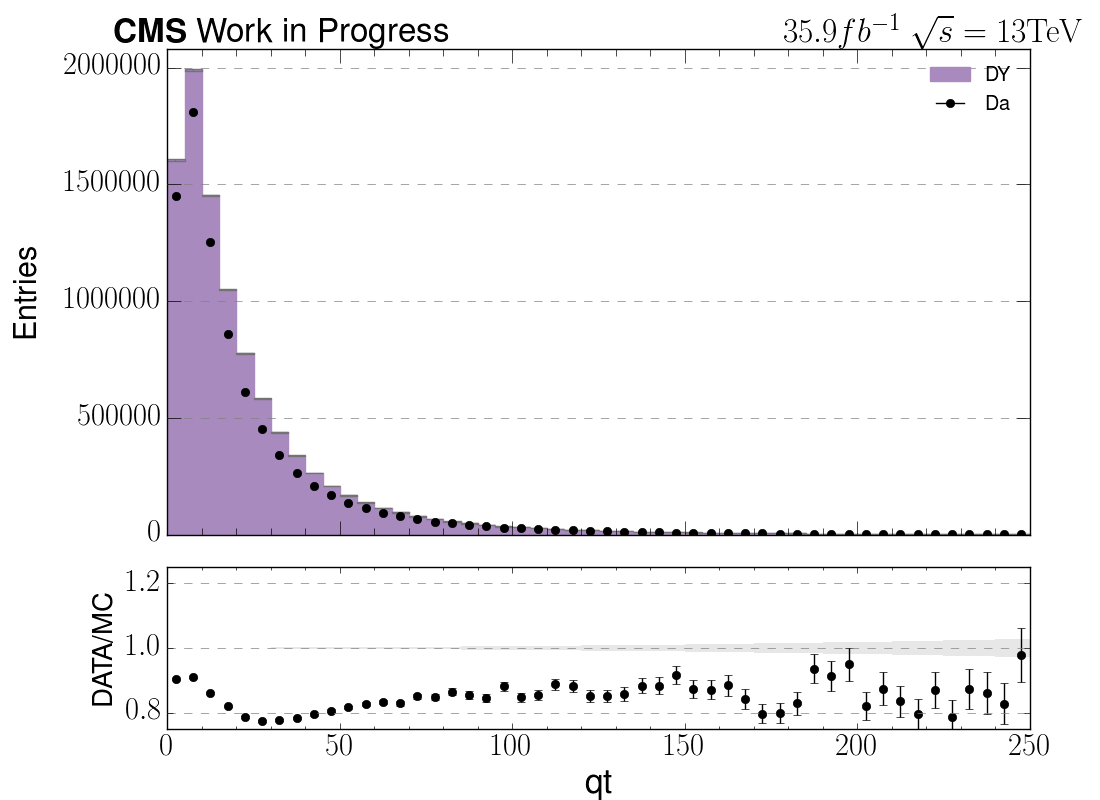 CMS Work in Progress 35.9fb⁻¹ √s = 13TeV
2000000
1500000
1000000
500000
0
Entries
DY
Da
1.2
1.0
0.8
DATA/MC
0 50 100 150 200 250
qt